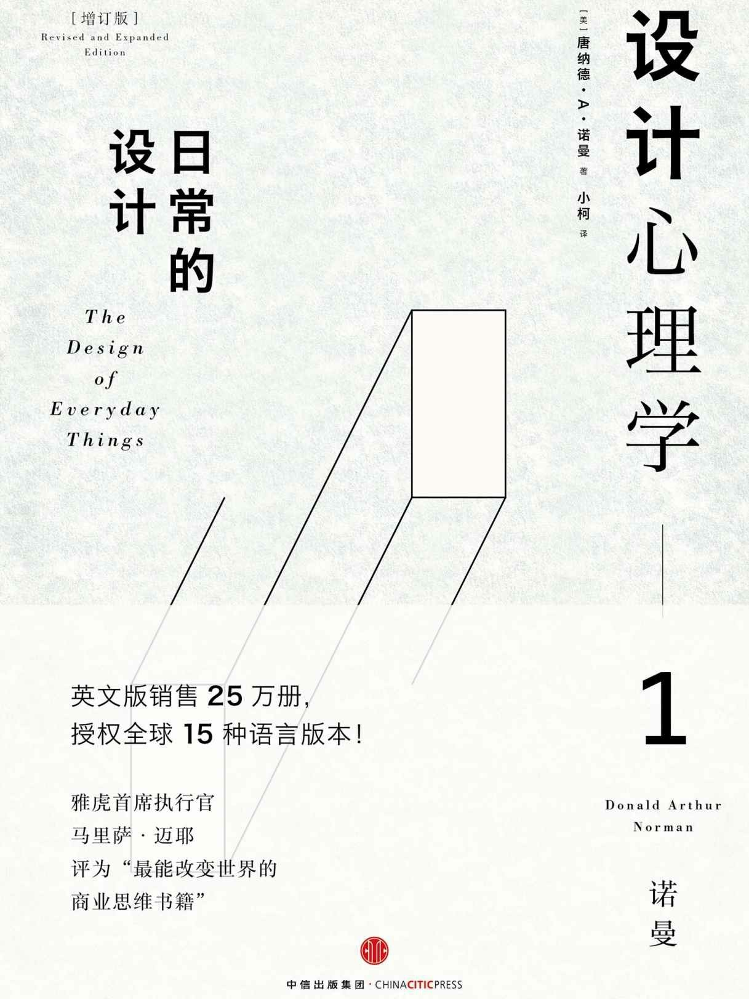 [增订版]
Revised and Expanded
Edition
设计心理学
[美]唐纳德·A·诺曼 著 小柯 译
日常的
设计
The
Design
of
Everyday
Things
1
英文版销售 25 万册,
授权全球 15 种语言版本!
雅虎首席执行官
马里萨·迈耶
评为“最能改变世界的
商业思维书籍”
Donald Arthur
Norman
诺曼
中信出版集团·CHINACITICPRESS